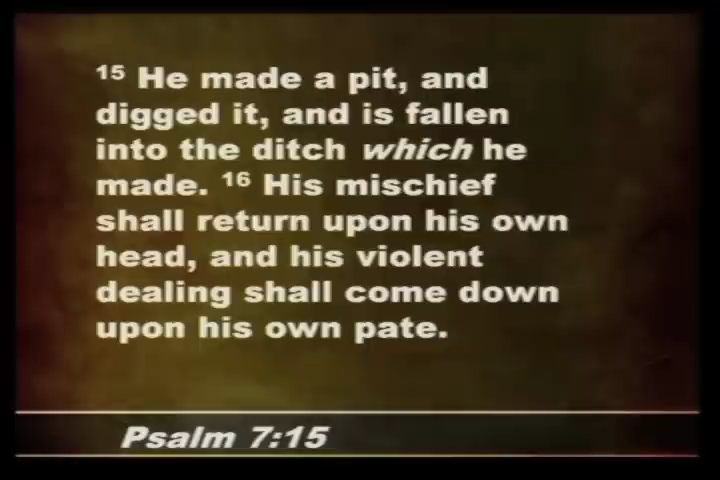 15 He made a pit, and
digged it, and is fallen
into the ditch which he
made. 16 His mischief
shall return upon his own
head, and his violent
dealing shall come down
upon his own pate.
Psalm 7:15